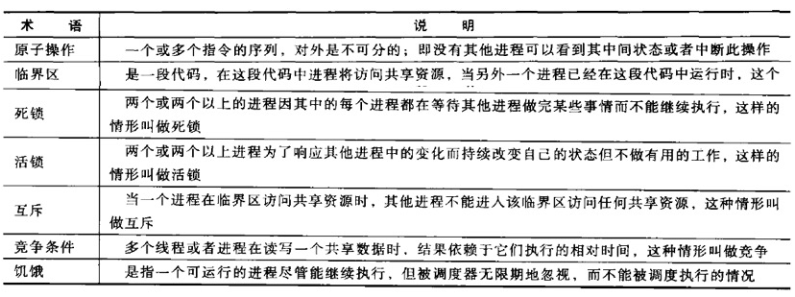 术 语 说 明
原子操作 一个或多个指令的序列，对外是不可分的；即没有其他进程可以看到其中间状态或者中断此操作
临界区 是一段代码，在这段代码中进程将访问共享资源，当另外一个进程已经在这段代码中运行时，这个
死锁 两个或两个以上的进程因其中的每个进程都在等待其他进程做完某些事情而不能继续执行，这样的
情形叫做死锁
活锁 两个或两个以上进程为了响应其他进程中的变化而持续改变自己的状态但不做有用的工作，这样的
情形叫做活锁
互斥 当一个进程在临界区访问共享资源时，其他进程不能进入该临界区访问任何共享资源，这种情形叫
做互斥
竞争条件 多个线程或者进程在读写一个共享数据时，结果依赖于它们执行的相对时间，这种情形叫做竞争
饥饿 是指一个可运行的进程尽管能继续执行，但被调度器无限期地忽视，而不能被调度执行的情况